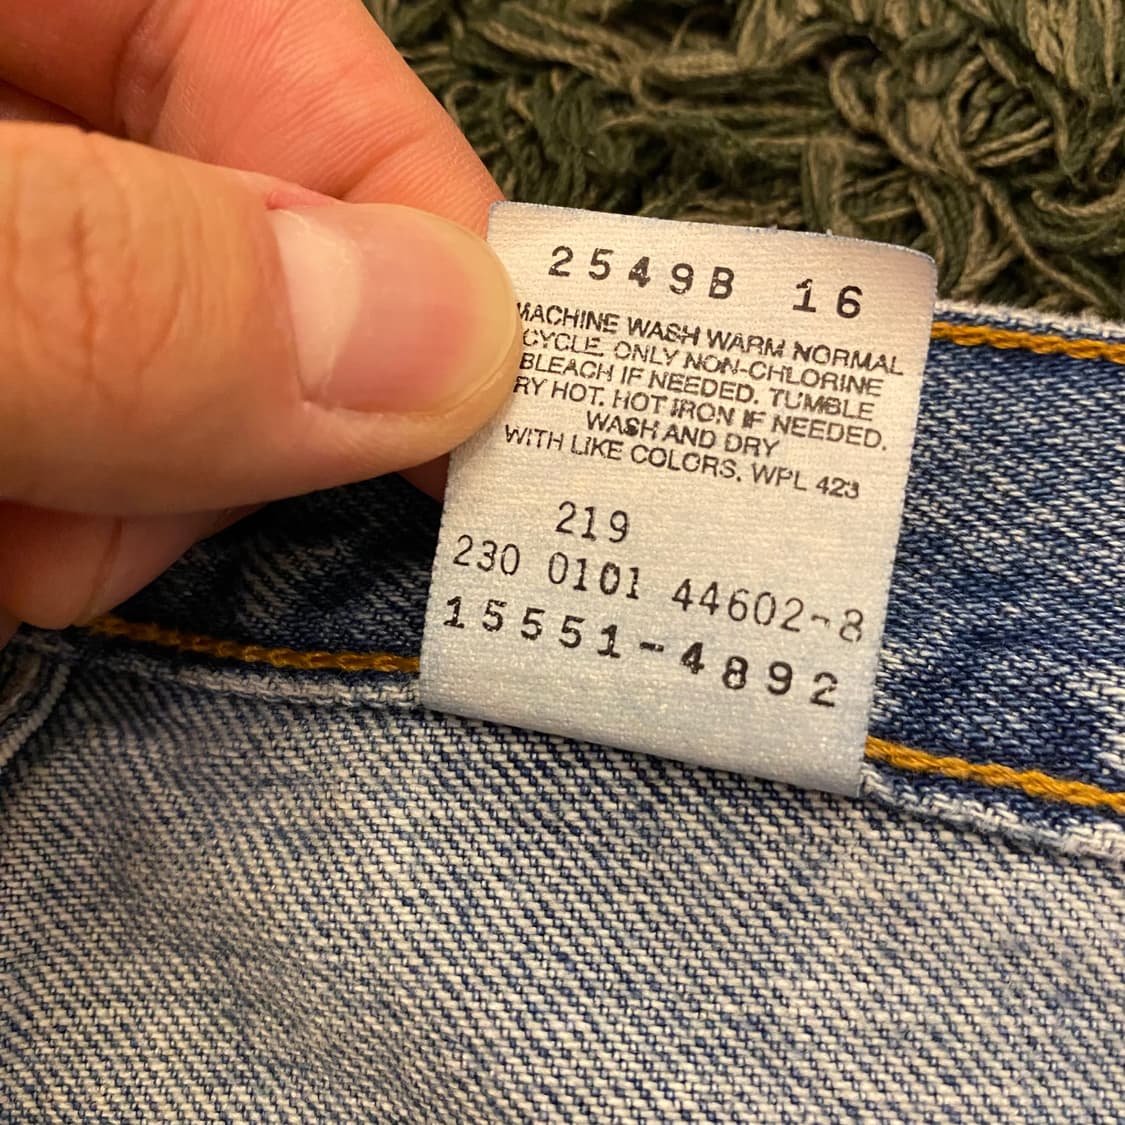 2549B 16
MACHINE WASH WARM NORMAL
CYCLE. ONLY NON-CHLORINE
BLEACH IF NEEDED. TUMBLE
RY HOT. HOT IRON IF NEEDED.
WASH AND DRY
WITH LIKE COLORS. WPL 423
219
230 0101 44602-8
15551-4892